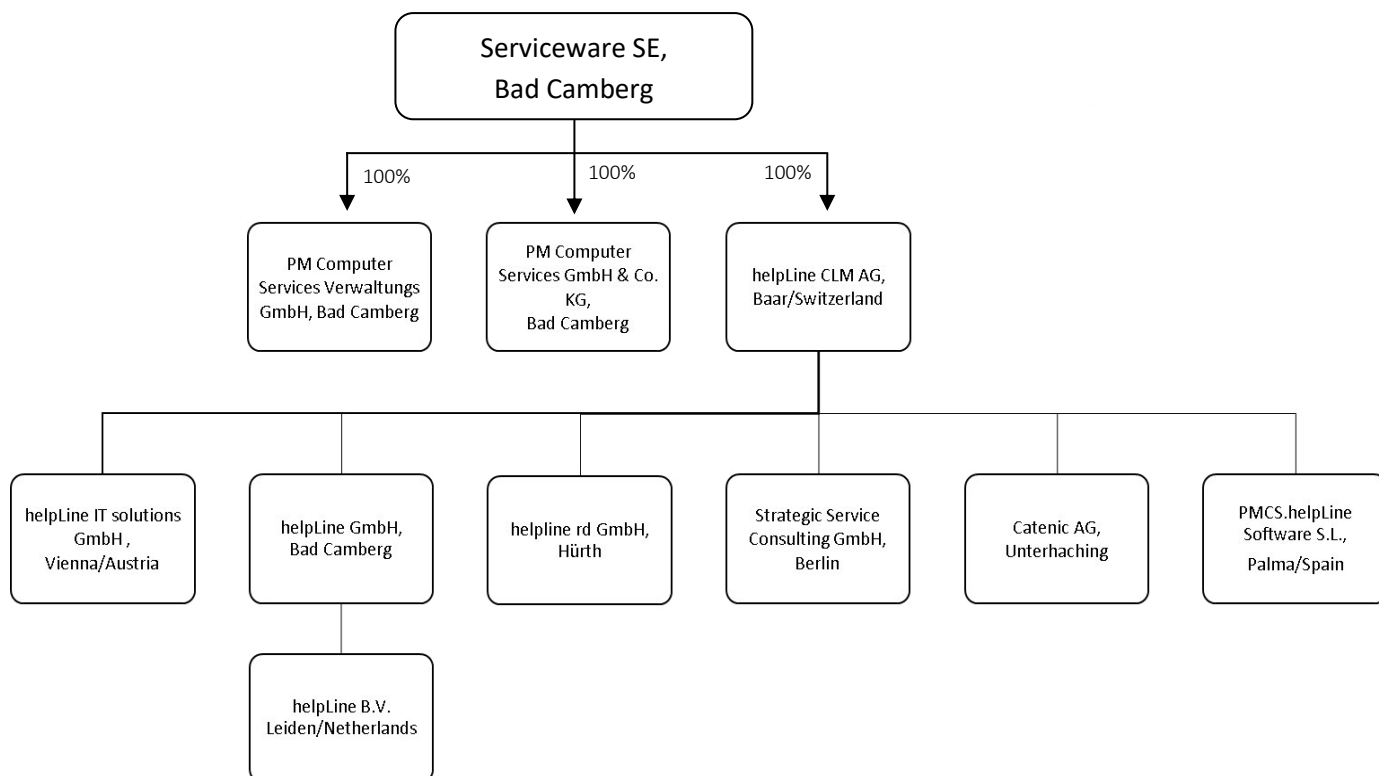 Serviceware SE,
Bad Camberg
100%
100%
100%
PM Computer
Services Verwaltungs
GmbH, Bad Camberg
PM Computer
Services GmbH & Co.
KG,
Bad Camberg
helpLine CLM AG,
Baar/Switzerland
helpLine IT solutions
GmbH ,
Vienna/Austria
helpLine GmbH,
Bad Camberg
helpline rd GmbH,
Hürth
Strategic Service
Consulting GmbH,
Berlin
Catenic AG,
Unterhaching
PMCS.helpLine
Software S.L.,
Palma/Spain
helpLine B.V.
Leiden/Netherlands